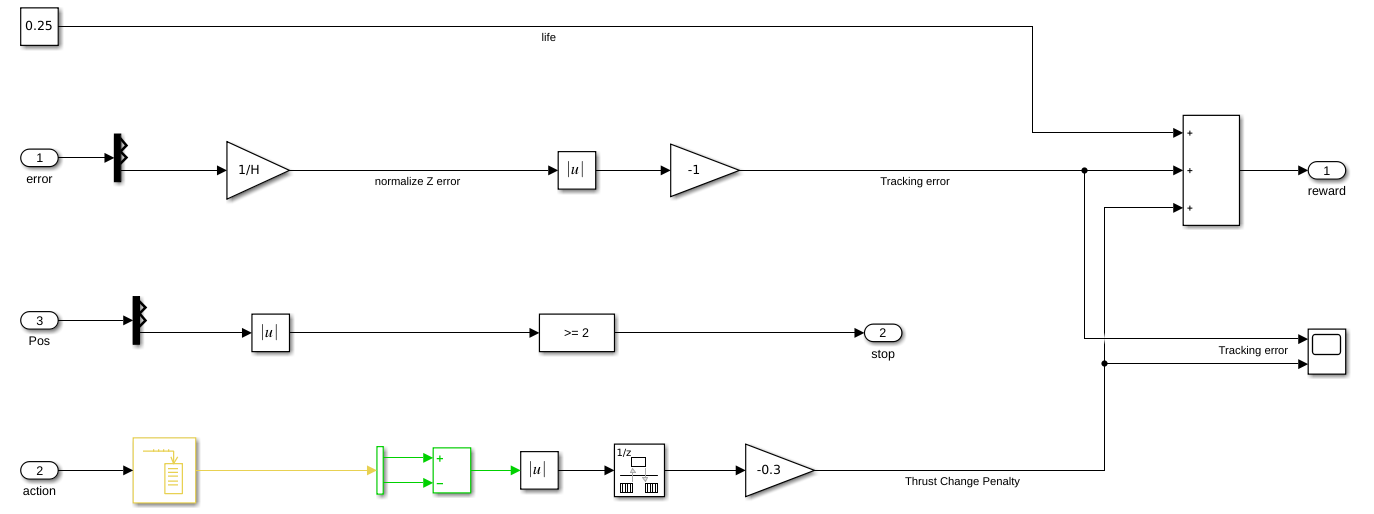 0.25
life
1
error
1/H
normalize Z error
|u|
-1
Tracking error
+
+
+
1
reward
3
Pos
|u|
>= 2
2
stop
Tracking error
2
action
+
−
|u|
1/z
-0.3
Thrust Change Penalty